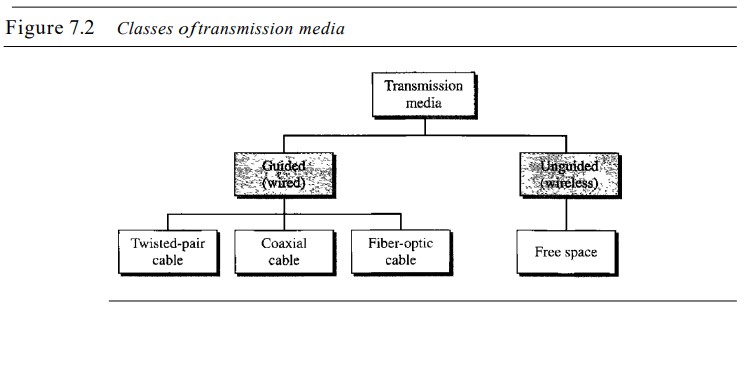 Figure 7.2 Classes oftransmission media
Transmission
media
Guided
(wired)
Unguided
(wireless)
Twisted-pair
cable
Coaxial
cable
Fiber-optic
cable
Free space